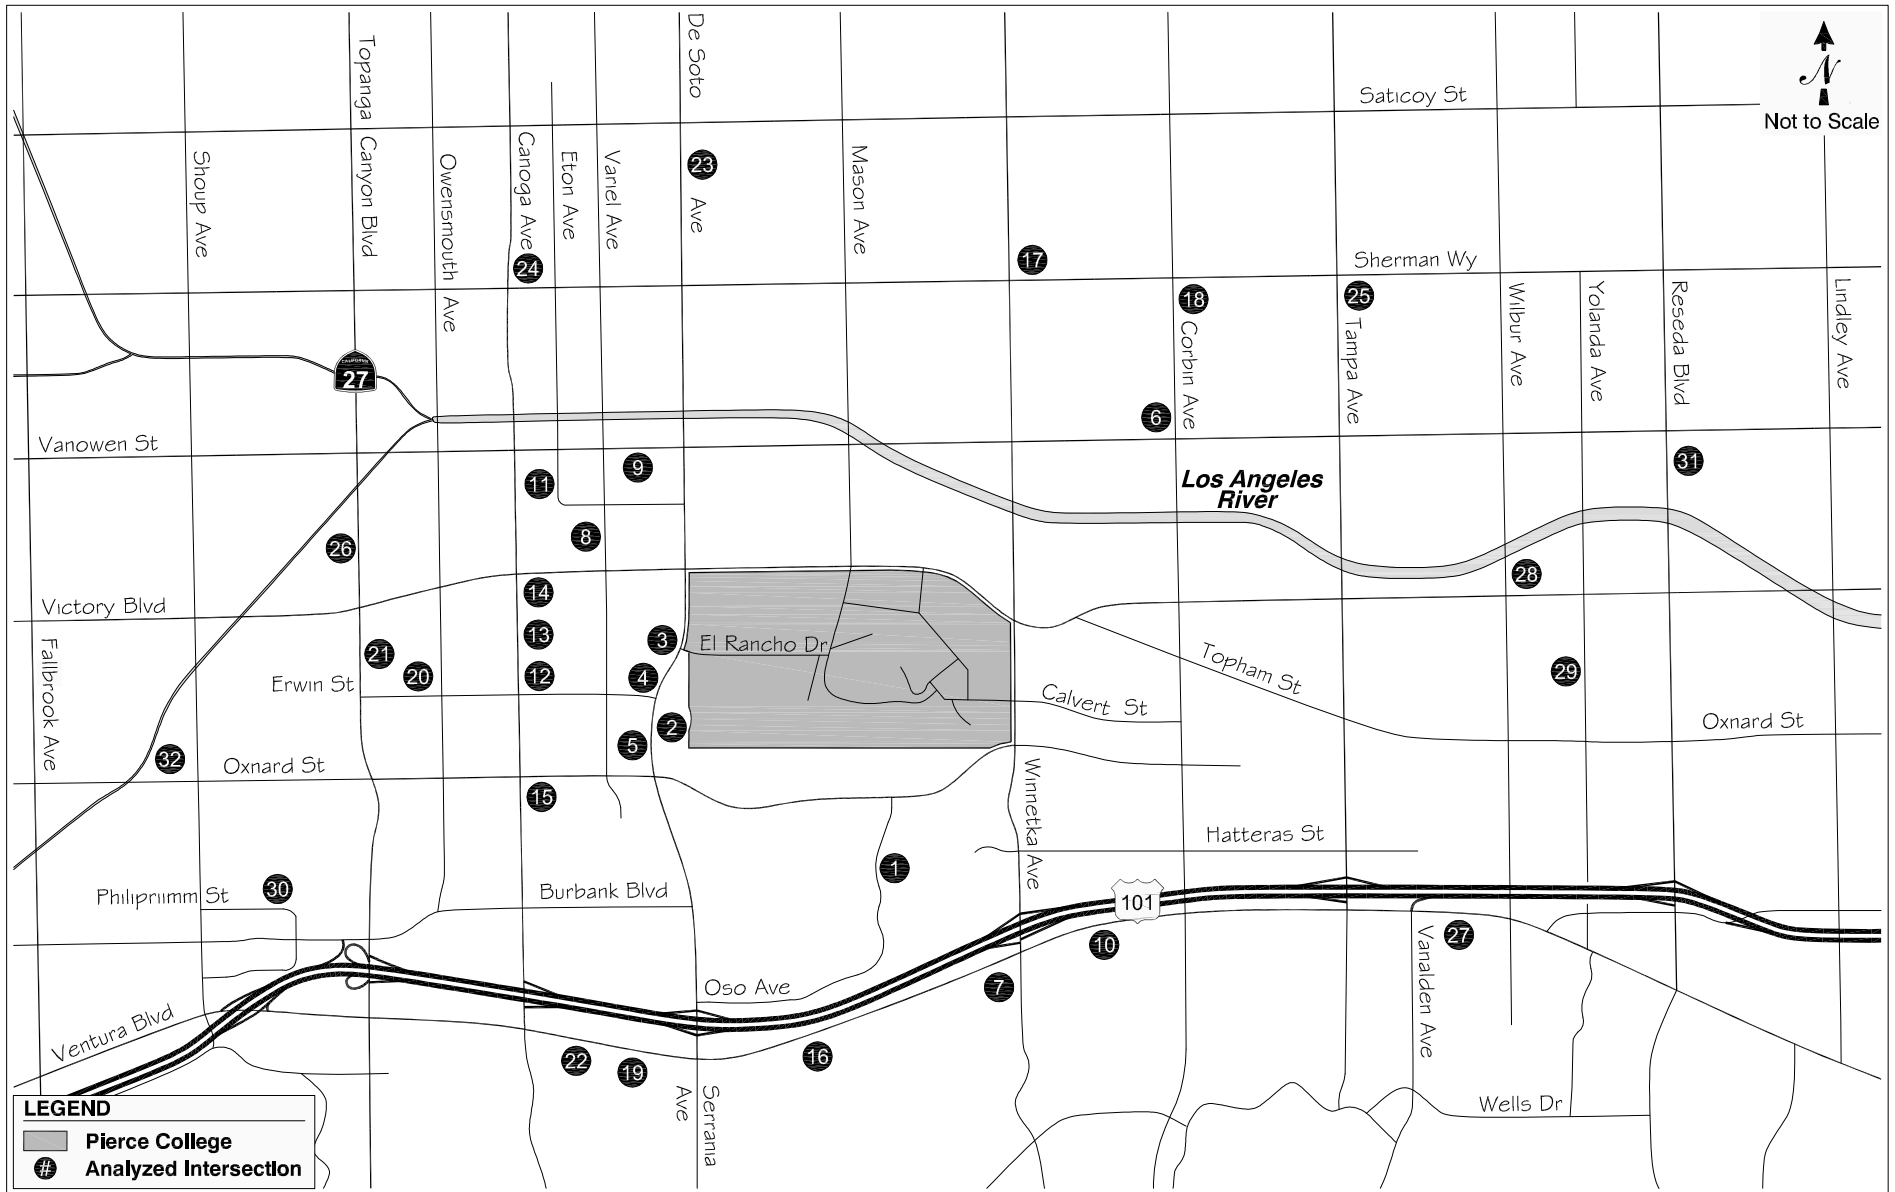 N
Not to Scale
Topanga Canyon Blvd
De Soto Ave
Saticoy St
Shoup Ave
Owensmouth Ave
Canoga Ave
Eton Ave
Variel Ave
23
Mason Ave
24
17
Sherman Wy
18
25
Corbin Ave
Tampa Ave
Wilbur Ave
Yolanda Ave
Reseda Blvd
Lindley Ave
CALIFORNIA
27
6
Vanowen St
9
11
31
Los Angeles
River
8
26
28
14
Victory Blvd
13
3
El Rancho Dr
Fallbrook Ave
21
20
12
4
Erwin St
Topham St
29
Calvert St
Oxnard St
2
5
32
Oxnard St
15
Winnetka Ave
Hatteras St
1
Philiprimm St
30
Burbank Blvd
101
10
27
Vanalden Ave
7
Oso Ave
Ventura Blvd
22
19
16
Serrania
Ave
Wells Dr
LEGEND
Pierce College
# Analyzed Intersection